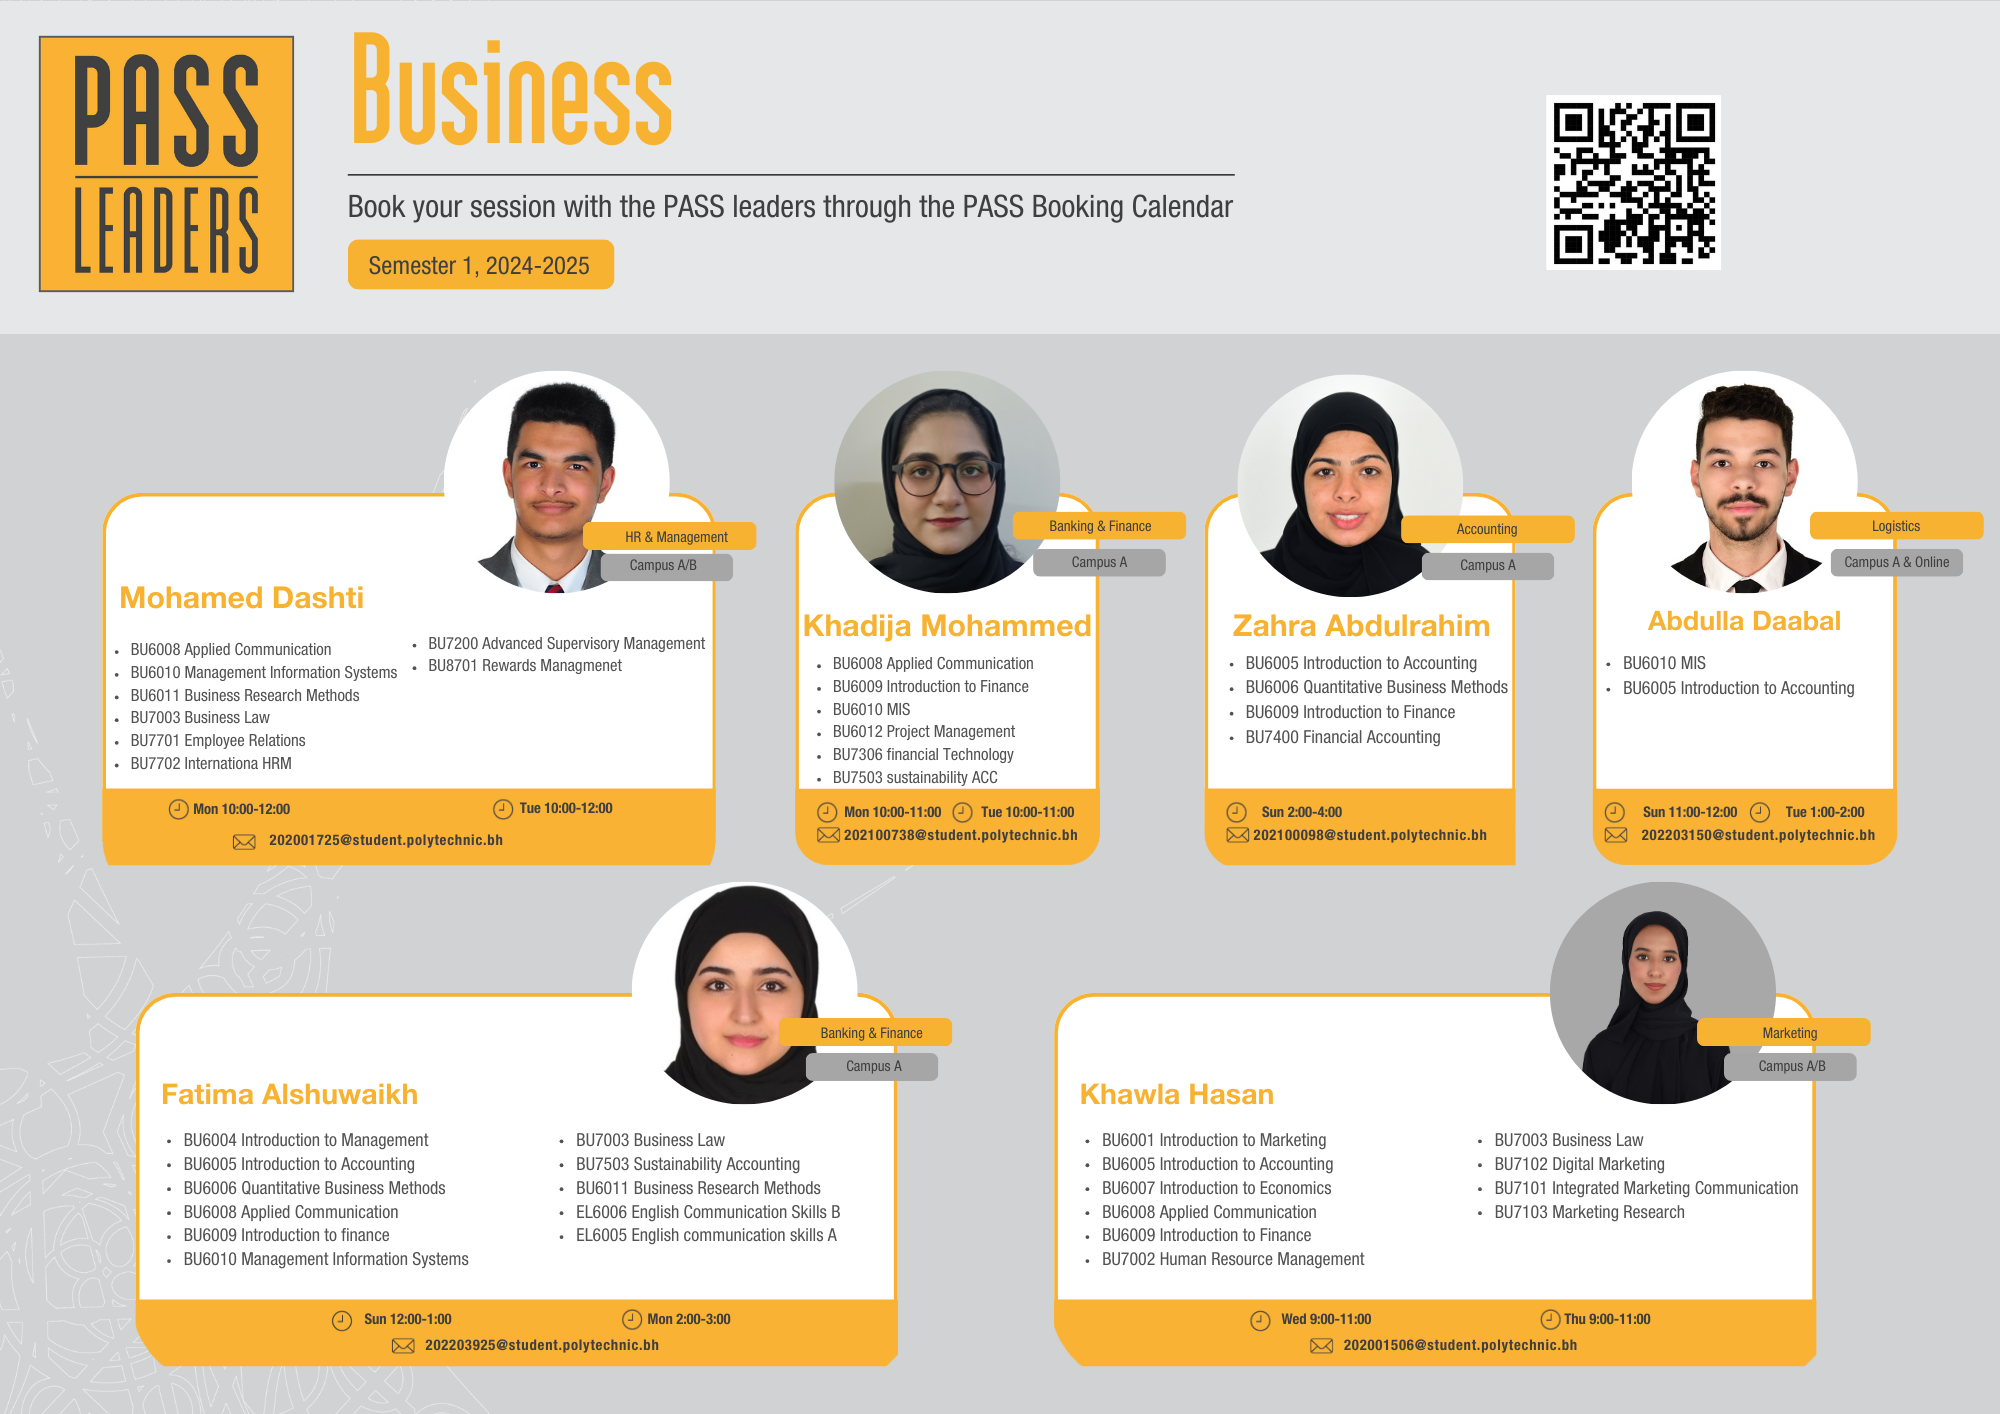 PASS
LEADERS
Business
Book your session with the PASS leaders through the PASS Booking Calendar
Semester 1, 2024-2025
HR & Management
Campus A/B
Mohamed Dashti
BU6008 Applied Communication
BU6010 Management Information Systems
BU6011 Business Research Methods
BU7003 Business Law
BU7701 Employee Relations
BU7702 Internationa HRM
BU7200 Advanced Supervisory Management
BU8701 Rewards Managmenet
Mon 10:00-12:00
Tue 10:00-12:00
202001725@student.polytechnic.bh
Banking & Finance
Campus A
Khadija Mohammed
BU6008 Applied Communication
BU6009 Introduction to Finance
BU6010 MIS
BU6012 Project Management
BU7306 financial Technology
BU7503 sustainability ACC
Mon 10:00-11:00
Tue 10:00-11:00
202100738@student.polytechnic.bh
Accounting
Campus A
Zahra Abdulrahim
BU6005 Introduction to Accounting
BU6006 Quantitative Business Methods
BU6009 Introduction to Finance
BU7400 Financial Accounting
Sun 2:00-4:00
202100098@student.polytechnic.bh
Logistics
Campus A & Online
Abdulla Daabal
BU6010 MIS
BU6005 Introduction to Accounting
Sun 11:00-12:00
Tue 1:00-2:00
202203150@student.polytechnic.bh
Banking & Finance
Campus A
Fatima Alshuwaikh
BU6004 Introduction to Management
BU6005 Introduction to Accounting
BU6006 Quantitative Business Methods
BU6008 Applied Communication
BU6009 Introduction to finance
BU6010 Management Information Systems
BU7003 Business Law
BU7503 Sustainability Accounting
BU6011 Business Research Methods
EL6006 English Communication Skills B
EL6005 English communication skills A
Sun 12:00-1:00
Mon 2:00-3:00
202203925@student.polytechnic.bh
Marketing
Campus A/B
Khawla Hasan
BU6001 Introduction to Marketing
BU6005 Introduction to Accounting
BU6007 Introduction to Economics
BU6008 Applied Communication
BU6009 Introduction to Finance
BU7002 Human Resource Management
BU7003 Business Law
BU7102 Digital Marketing
BU7101 Integrated Marketing Communication
BU7103 Marketing Research
Wed 9:00-11:00
Thu 9:00-11:00
202001506@student.polytechnic.bh